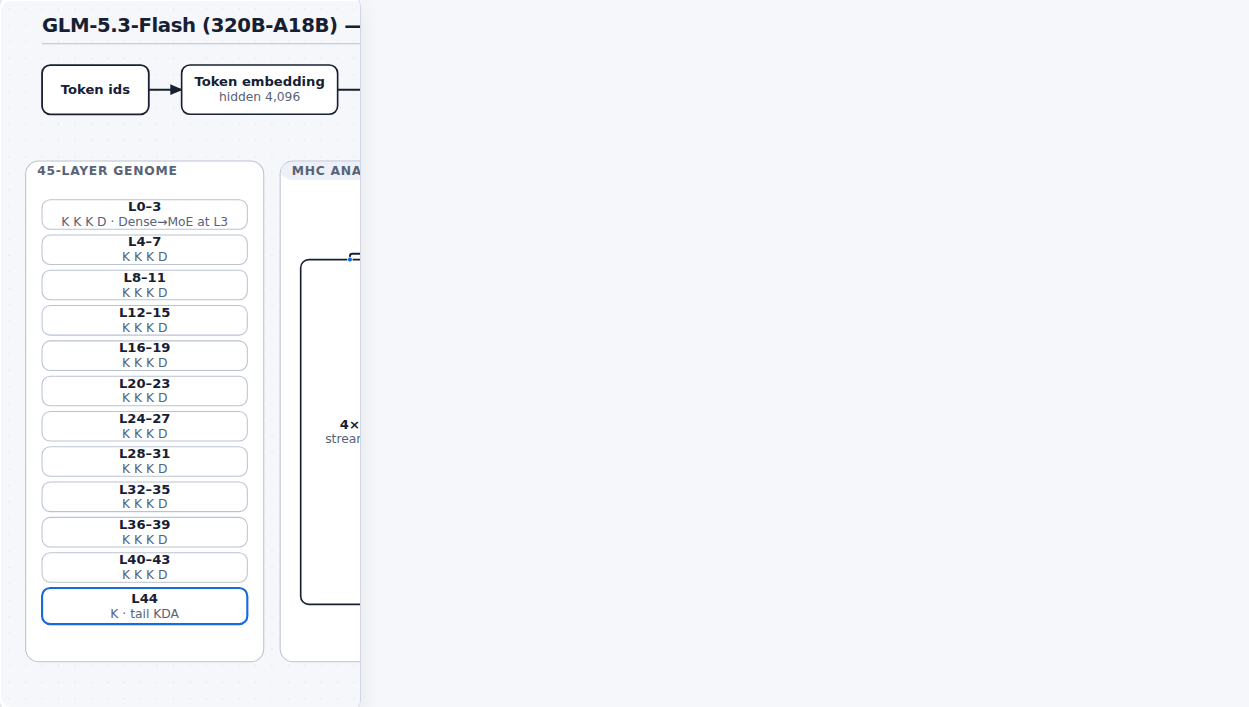 GLM-5.3-Flash (320B-A18B) —
Token ids
Token embedding
hidden 4,096
45-LAYER GENOME
L0–3
K K K D · Dense→MoE at L3
L4–7
K K K D
L8–11
K K K D
L12–15
K K K D
L16–19
K K K D
L20–23
K K K D
L24–27
K K K D
L28–31
K K K D
L32–35
K K K D
L36–39
K K K D
L40–43
K K K D
L44
K · tail KDA
MHC ANA
4×